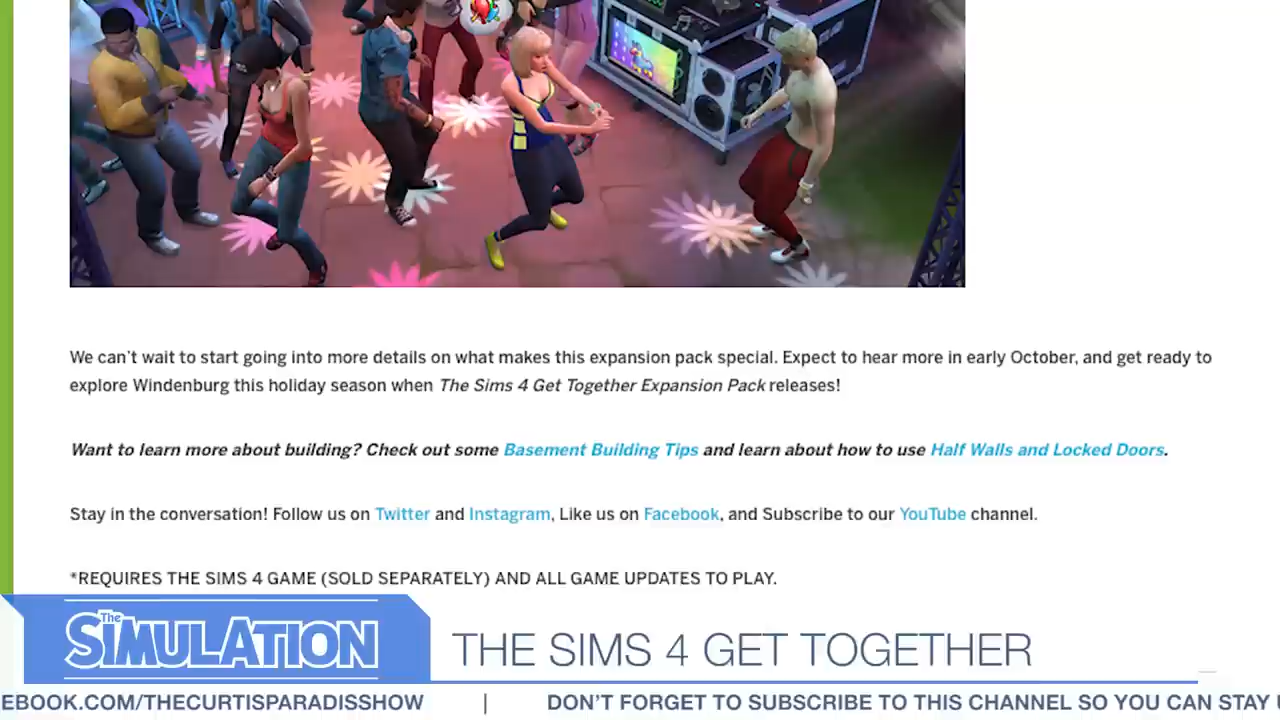 We can't wait to start going into more details on what makes this expansion pack special. Expect to hear more in early October, and get ready to
explore Windenburg this holiday season when The Sims 4 Get Together Expansion Pack releases!
Want to learn more about building? Check out some Basement Building Tips and learn about how to use Half Walls and Locked Doors.
Stay in the conversation! Follow us on Twitter and Instagram, Like us on Facebook, and Subscribe to our YouTube channel.
*REQUIRES THE SIMS 4 GAME (SOLD SEPARATELY) AND ALL GAME UPDATES TO PLAY.
The SIMULATION
THE SIMS 4 GET TOGETHER
EBOOK.COM/THECURTISPARADISSHOW | DON'T FORGET TO SUBSCRIBE TO THIS CHANNEL SO YOU CAN STAY